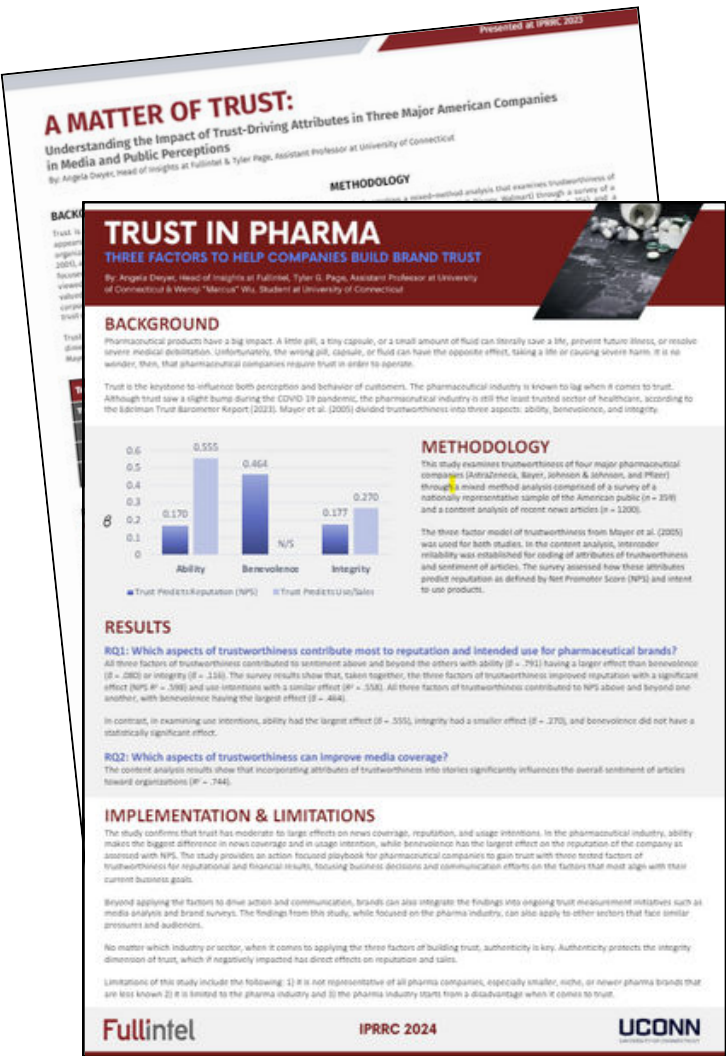 Presented at IPRRC 2023
A MATTER OF TRUST:
Understanding the Impact of Trust-Driving Attributes in Three Major American Companies
in Media and Public Perceptions
By: Angela Dwyer, Head of Insights at Fullintel & Tyler Page, Assistant Professor at University of Connecticut
METHODOLOGY
TRUST IN PHARMA
THREE FACTORS TO HELP COMPANIES BUILD BRAND TRUST
By: Angela Dwyer, Head of Insights at Fullintel, Tyler G. Page, Assistant Professor at University
of Connecticut & Wenqi "Marcus" Wu, Student at University of Connecticut
BACKGROUND
Pharmaceutical products have a big impact. A little pill, a tiny capsule, or a small amount of fluid can literally save a life, prevent future illness, or resolve
severe medical debilitation. Unfortunately, the wrong pill, capsule, or fluid can have the opposite effect, taking a life or causing severe harm. It is no
wonder, then, that pharmaceutical companies require trust in order to operate.
Trust is the keystone to influence both perception and behavior of customers. The pharmaceutical industry is known to lag when it comes to trust.
Although trust saw a slight bump during the COVID 19 pandemic, the pharmaceutical industry is still the least trusted sector of healthcare, according to
the Edelman Trust Barometer Report (2023). Mayor et al. (2005) divided trustworthiness into three aspects: ability, benevolence, and integrity.
0.6
0.5
0.4
0.3
0.2
0.1
0
β
0.170
0.555
0.464
N/S
0.177
0.270
Ability
Benevolence
Integrity
Trust Predicts Reputation (NPS)
Trust Predicts Use/Sales
METHODOLOGY
This study examines trustworthiness of four major pharmaceutical
companies (AstraZeneca, Bayer, Johnson & Johnson, and Pfizer)
through a mixed method analysis comprised of a survey of a
nationally representative sample of the American public (n = 359)
and a content analysis of recent news articles (n = 1200).
The three factor model of trustworthiness from Mayer et al. (2005)
was used for both studies. In the content analysis, intercoder
reliability was established for coding of attributes of trustworthiness
and sentiment of articles. The survey assessed how these attributes
predict reputation as defined by Net Promoter Score (NPS) and intent
to use products.
RESULTS
RQ1: Which aspects of trustworthiness contribute most to reputation and intended use for pharmaceutical brands?
All three factors of trustworthiness contributed to sentiment above and beyond the others with ability (β = .791) having a larger effect than benevolence
(β = .080) or integrity (β = .116). The survey results show that, taken together, the three factors of trustworthiness improved reputation with a significant
effect (NPS R² = .598) and use intentions with a similar effect (R² = .558). All three factors of trustworthiness contributed to NPS above and beyond one
another, with benevolence having the largest effect (β = .464).
In contrast, in examining use intentions, ability had the largest effect (β = .555), integrity had a smaller effect (β = .270), and benevolence did not have a
statistically significant effect.
RQ2: Which aspects of trustworthiness can improve media coverage?
The content analysis results show that incorporating attributes of trustworthiness into stories significantly influences the overall sentiment of articles
toward organizations (R² = .744).
IMPLEMENTATION & LIMITATIONS
The study confirms that trust has moderate to large effects on news coverage, reputation, and usage intentions. In the pharmaceutical industry, ability
makes the biggest difference in news coverage and in usage intention, while benevolence has the largest effect on the reputation of the company as
assessed with NPS. The study provides an action focused playbook for pharmaceutical companies to gain trust with three tested factors of
trustworthiness for reputational and financial results, focusing business decisions and communication efforts on the factors that most align with their
current business goals.
Beyond applying the factors to drive action and communication, brands can also integrate the findings into ongoing trust measurement initiatives such as
media analysis and brand surveys. The findings from this study, while focused on the pharma industry, can also apply to other sectors that face similar
pressures and audiences.
No matter which industry or sector, when it comes to applying the three factors of building trust, authenticity is key. Authenticity protects the integrity
dimension of trust, which if negatively impacted has direct effects on reputation and sales.
Limitations of this study include the following: 1) it is not representative of all pharma companies, especially smaller, niche, or newer pharma brands that
are less known 2) it is limited to the pharma industry and 3) the pharma industry starts from a disadvantage when it comes to trust.
Fullintel
IPRRC 2024
UCONN
UNIVERSITY OF CONNECTICUT